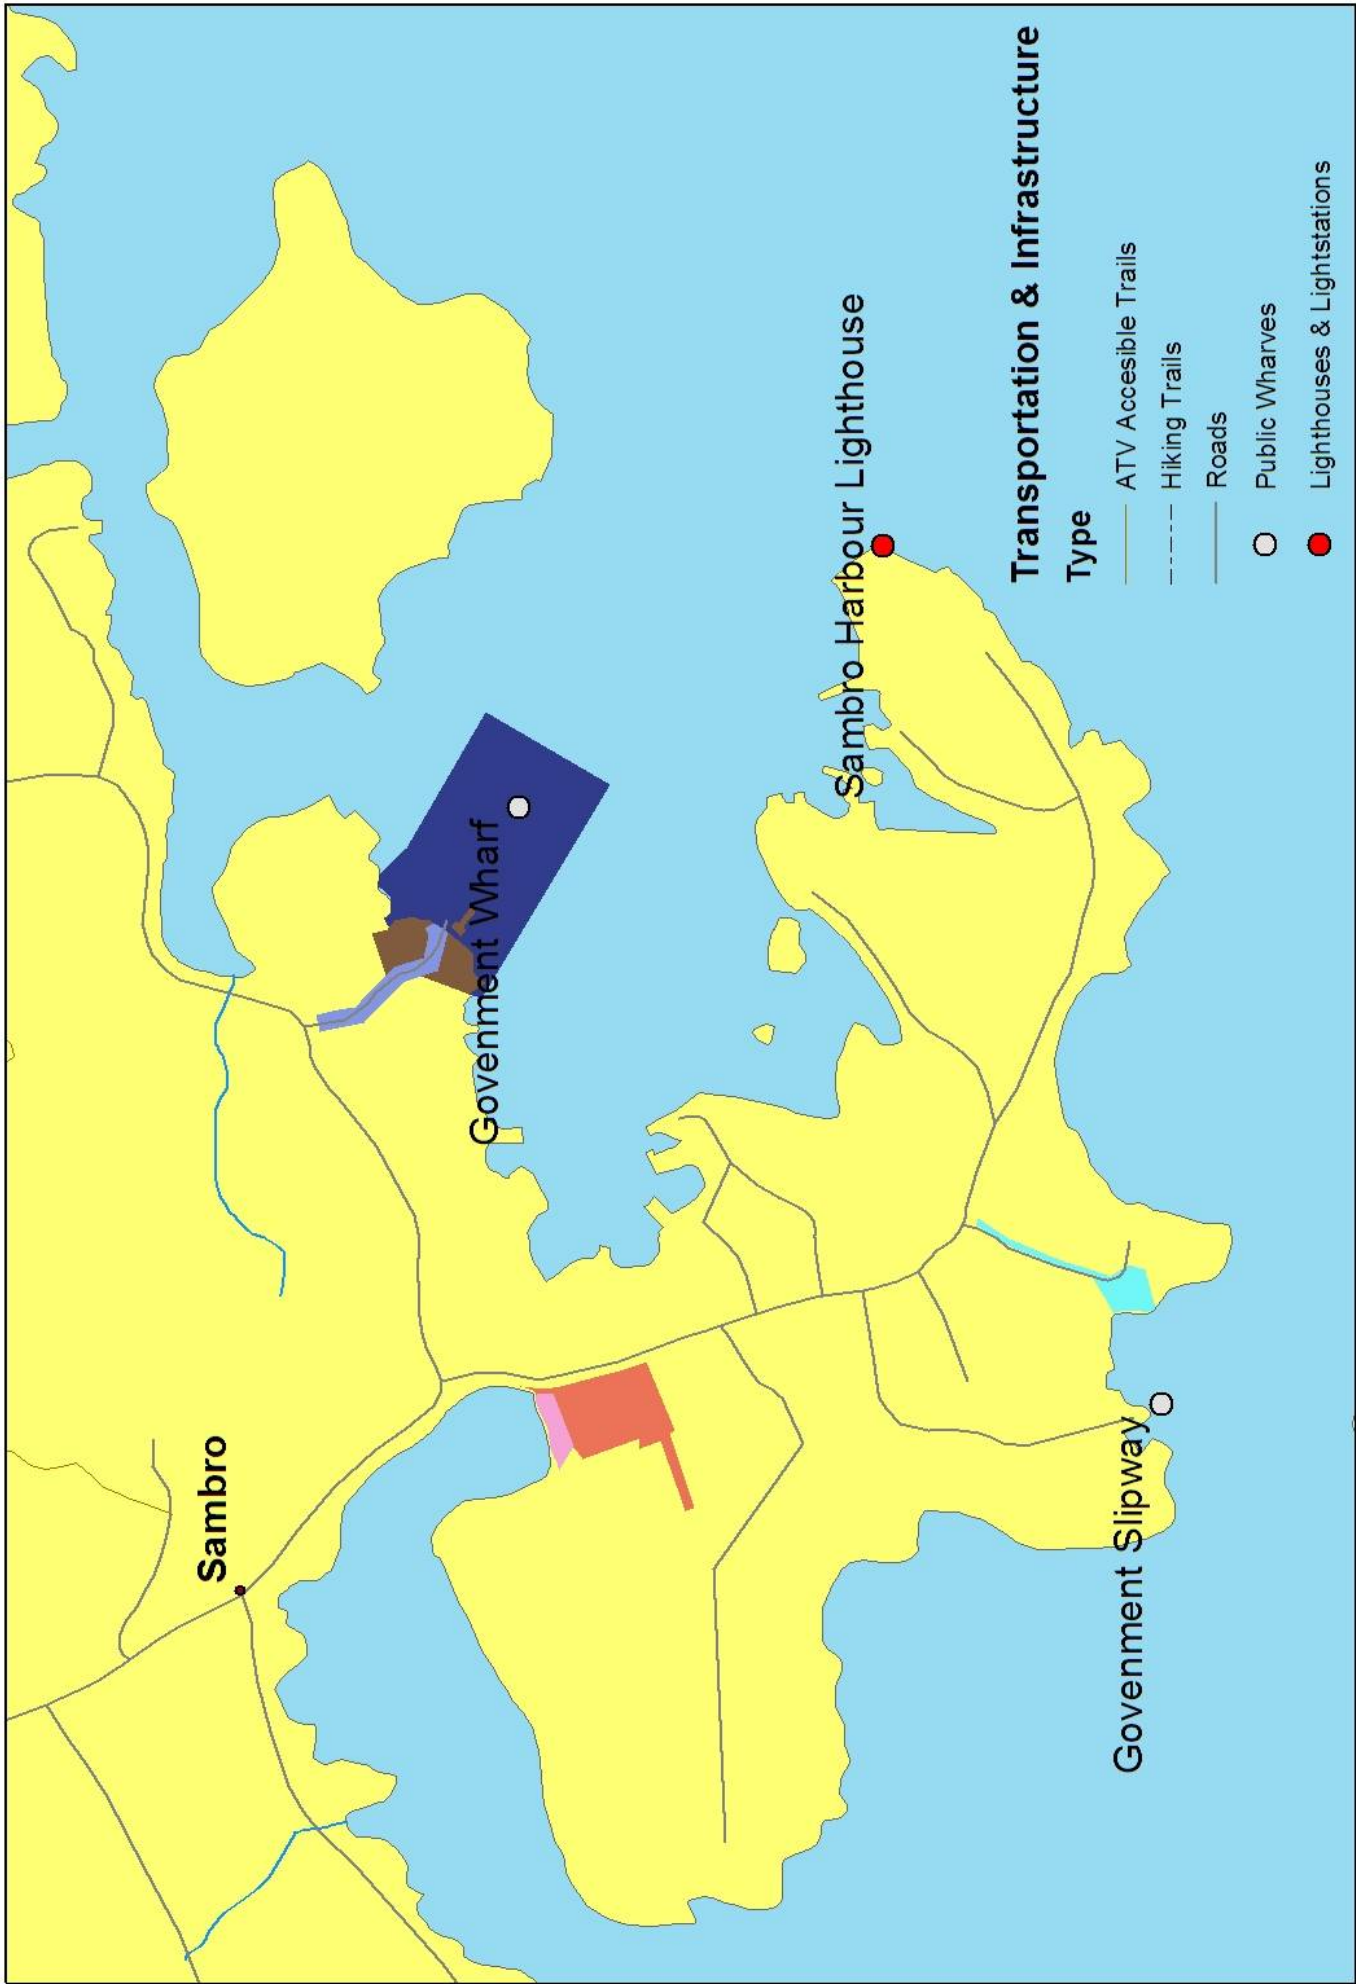 Sambro
Govenment Wharf
Sambro Harbour Lighthouse
Govenment Slipway
Transportation & Infrastructure
Type
ATV Accesible Trails
Hiking Trails
Roads
Public Wharves
Lighthouses & Lightstations